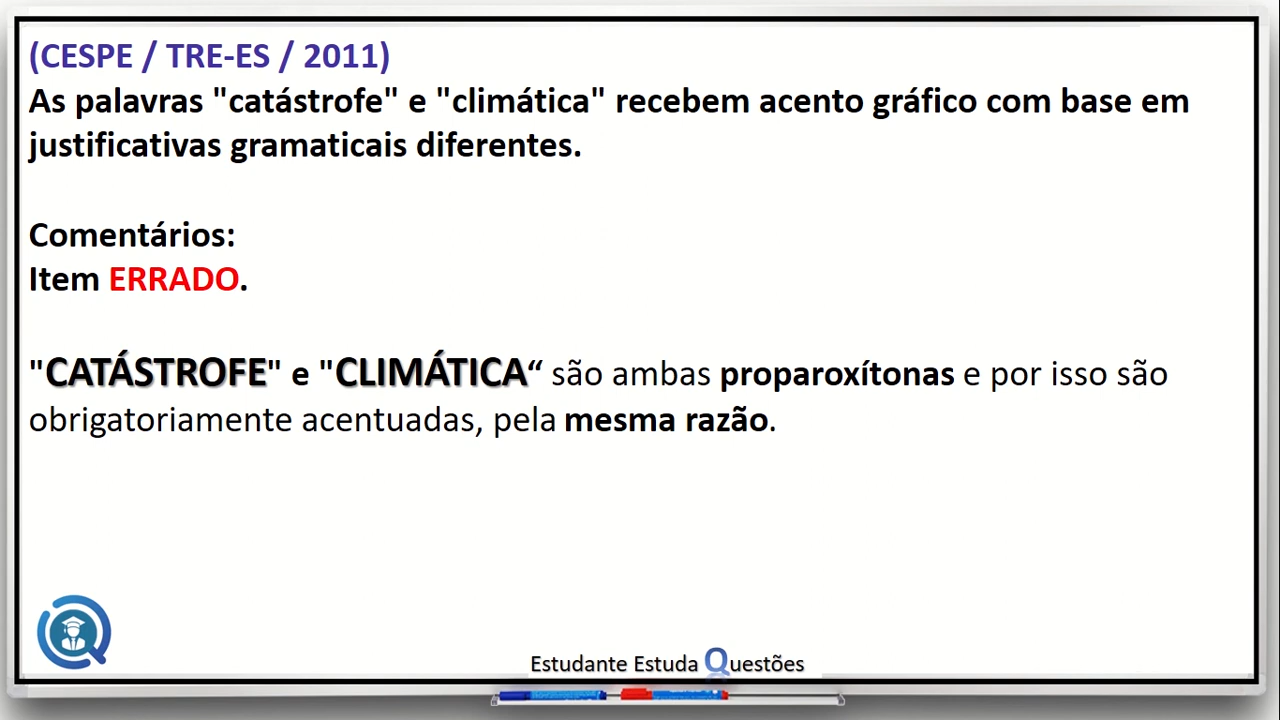 (CESPE / TRE-ES / 2011)
As palavras "catástrofe" e "climática" recebem acento gráfico com base em
justificativas gramaticais diferentes.
Comentários:
Item ERRADO.
"CATÁSTROFE" e "CLIMÁTICA“ são ambas proparoxítonas e por isso são
obrigatoriamente acentuadas, pela mesma razão.
Estudante Estuda Questões